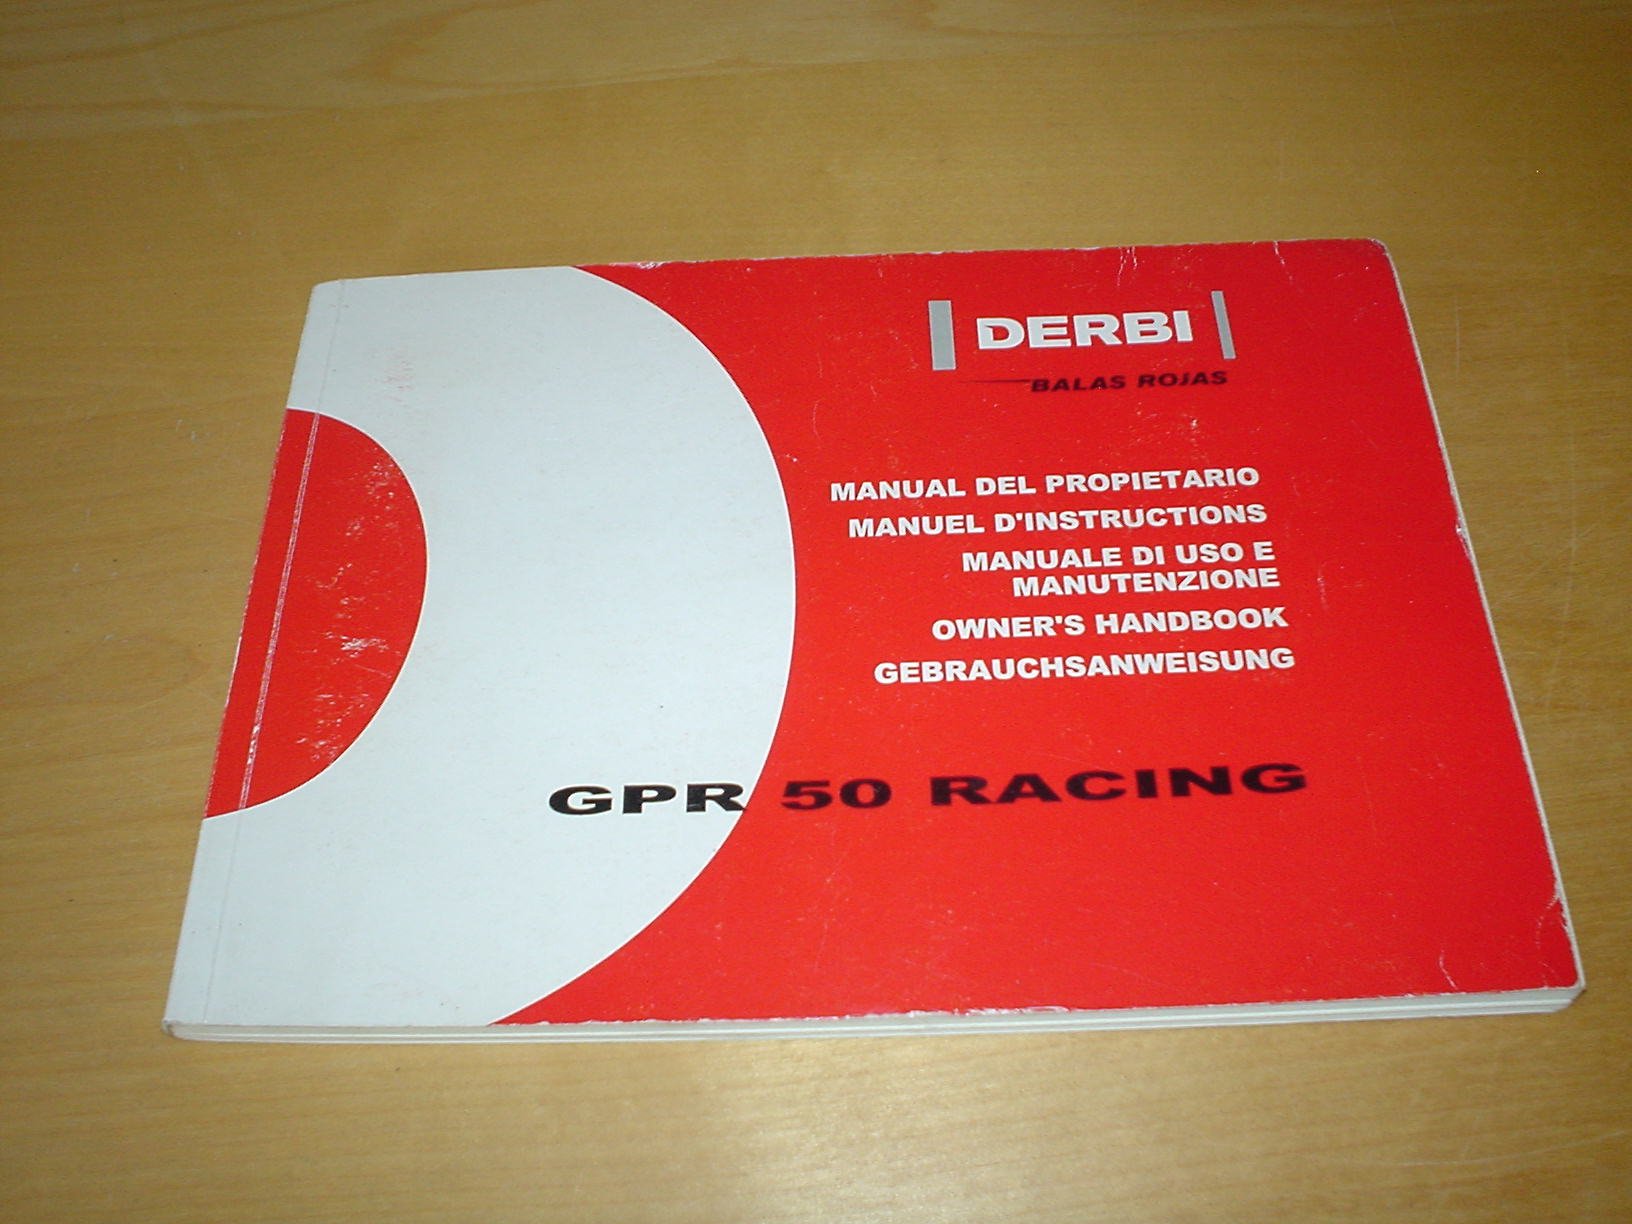 DERBI
BALAS ROJAS
MANUAL DEL PROPIETARIO
MANUEL D'INSTRUCTIONS
MANUALE DI USO E
MANUTENZIONE
OWNER'S HANDBOOK
GEBRAUCHSANWEISUNG
GPR 50 RACING